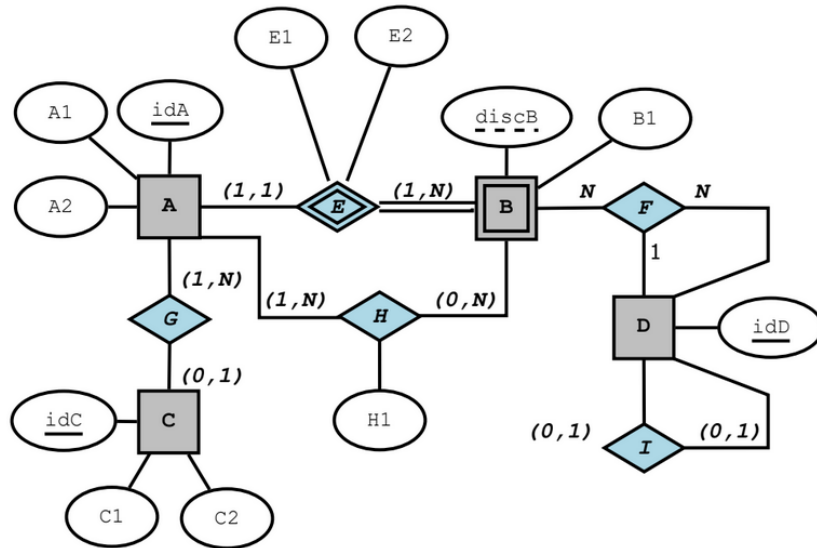 E1
E2
A1
idA
discB
B1
A2
A
(1,1)
E
(1,N)
B
N
F
N
1
(1,N)
(1,N)
H
(0,N)
G
D
idD
(0,1)
idC
C
H1
(0,1)
I
(0,1)
C1
C2